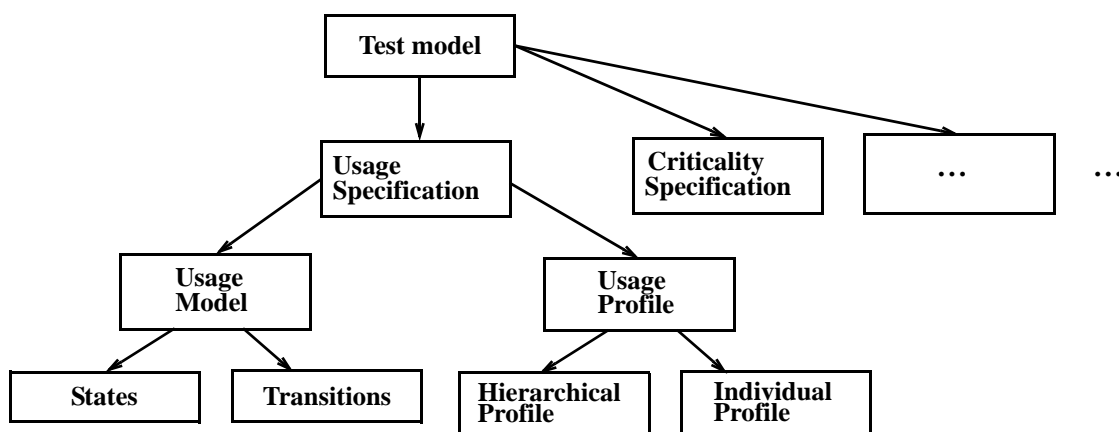 Test model
Usage
Specification
Criticality
Specification
...
...
Usage
Model
Usage
Profile
States
Transitions
Hierarchical
Profile
Individual
Profile